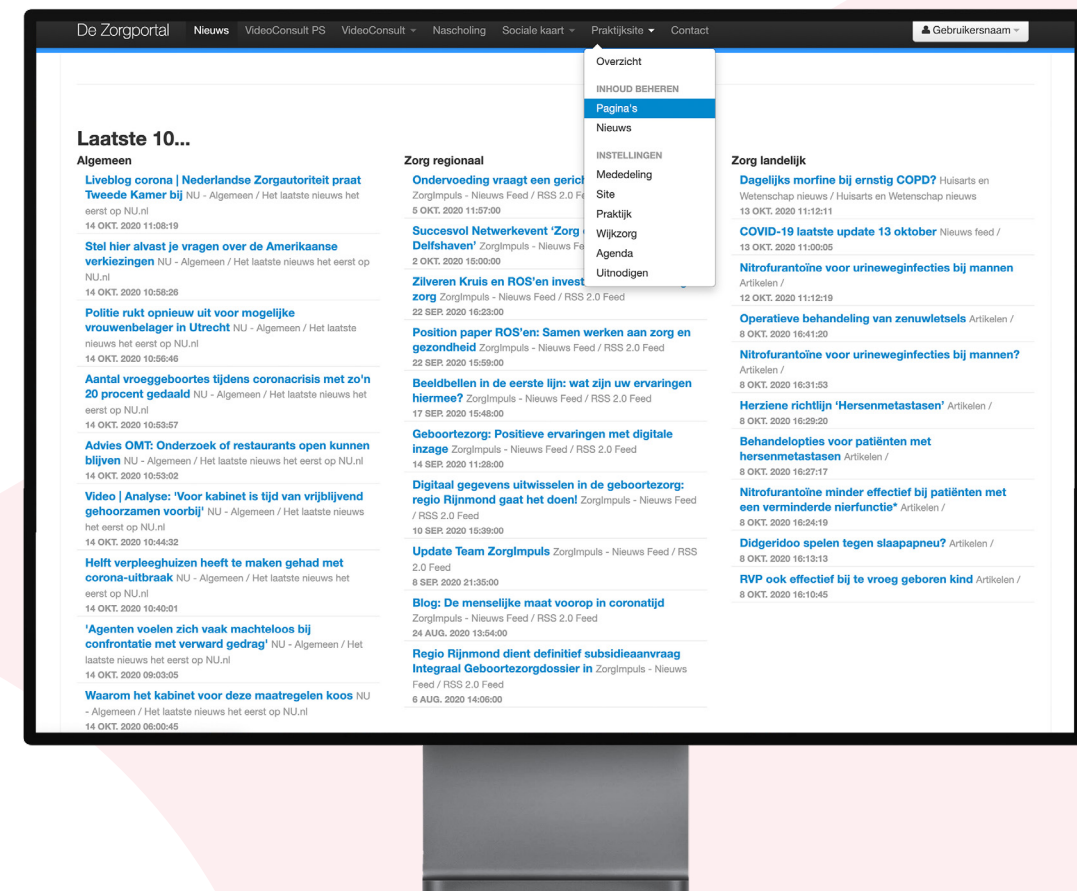 De Zorgportal Nieuws VideoConsult PS VideoConsult Nascholing Sociale kaart Praktijksite Contact Gebruikersnaam
Overzicht
INHOUD BEHEREN
Pagina's
Nieuws
INSTELLINGEN
Mededeling
Site
Praktijk
Wijkzorg
Agenda
Uitnodigen
Laatste 10...
Algemeen
Liveblog corona | Nederlandse Zorgautoriteit praat
Tweede Kamer bij NU - Algemeen / Het laatste nieuws het
eerst op NU.nl
14 OKT. 2020 11:08:19
Stel hier alvast je vragen over de Amerikaanse
verkiezingen NU - Algemeen / Het laatste nieuws het eerst op
NU.nl
14 OKT. 2020 10:58:26
Politie rukt opnieuw uit voor mogelijke
vrouwenbelager in Utrecht NU - Algemeen / Het laatste
nieuws het eerst op NU.nl
14 OKT. 2020 10:56:46
Aantal vroeggeboortes tijdens coronacrisis met zo'n
20 procent gedaald NU - Algemeen / Het laatste nieuws het
eerst op NU.nl
14 OKT. 2020 10:53:57
Advies OMT: Onderzoek of restaurants open kunnen
blijven NU - Algemeen / Het laatste nieuws het eerst op NU.nl
14 OKT. 2020 10:53:02
Video | Analyse: 'Voor kabinet is tijd van vrijblijvend
gehoorzamen voorbij' NU - Algemeen / Het laatste nieuws
het eerst op NU.nl
14 OKT. 2020 10:44:32
Helft verpleeghuizen heeft te maken gehad met
corona-uitbraak NU - Algemeen / Het laatste nieuws het
eerst op NU.nl
14 OKT. 2020 10:40:01
'Agenten voelen zich vaak machteloos bij
confrontatie met verward gedrag' NU - Algemeen / Het
laatste nieuws het eerst op NU.nl
14 OKT. 2020 09:03:05
Waarom het kabinet voor deze maatregelen koos NU
- Algemeen / Het laatste nieuws het eerst op NU.nl
14 OKT. 2020 06:00:45
Zorg regionaal
Ondervoeding vraagt een
ZorgImpuls - Nieuws Feed / RSS 2.0
5 OKT. 2020 11:57:00
Succesvol Netwerkevent 'Zorg
Delfshaven' ZorgImpuls - Nieuws
2 OKT. 2020 15:00:00
Zilveren Kruis en ROS'en
zorg ZorgImpuls - Nieuws Feed / RSS 2.0 Feed
22 SEP. 2020 16:23:00
Position paper ROS'en: Samen werken aan zorg en
gezondheid ZorgImpuls - Nieuws Feed / RSS 2.0 Feed
22 SEP. 2020 15:59:00
Beeldbellen in de eerste lijn: wat zijn uw ervaringen
hiermee? ZorgImpuls - Nieuws Feed / RSS 2.0 Feed
17 SEP. 2020 15:48:00
Geboortezorg: Positieve ervaringen met digitale
inzage ZorgImpuls - Nieuws Feed / RSS 2.0 Feed
14 SEP. 2020 11:28:00
Digitaal gegevens uitwisselen in de geboortezorg:
regio Rijnmond gaat het doen! ZorgImpuls - Nieuws Feed
/ RSS 2.0 Feed
10 SEP. 2020 15:39:00
Update Team ZorgImpuls ZorgImpuls - Nieuws Feed / RSS
2.0 Feed
8 SEP. 2020 21:35:00
Blog: De menselijke maat voorop in coronatijd
ZorgImpuls - Nieuws Feed / RSS 2.0 Feed
24 AUG. 2020 13:54:00
Regio Rijnmond dient definitief subsidieaanvraag
Integraal Geboortezorgdossier in ZorgImpuls - Nieuws
Feed / RSS 2.0 Feed
6 AUG. 2020 14:06:00
Zorg landelijk
Dagelijks morfine bij ernstig COPD? Huisarts en
Wetenschap nieuws / Huisarts en Wetenschap nieuws
13 OKT. 2020 11:12:11
COVID-19 laatste update 13 oktober Nieuws feed /
13 OKT. 2020 11:00:05
Nitrofurantoïne voor urineweginfecties bij mannen
Artikelen /
12 OKT. 2020 11:12:19
Operatieve behandeling van zenuwletsels Artikelen /
8 OKT. 2020 16:41:20
Nitrofurantoïne voor urineweginfecties bij mannen?
Artikelen /
8 OKT. 2020 16:31:53
Herziene richtlijn 'Hersenmetastasen' Artikelen /
8 OKT. 2020 16:29:20
Behandelopties voor patiënten met
hersenmetastasen Artikelen /
8 OKT. 2020 16:27:17
Nitrofurantoïne minder effectief bij patiënten met
een verminderde nierfunctie* Artikelen /
8 OKT. 2020 16:24:19
Didgeridoo spelen tegen slaapapneu? Artikelen /
8 OKT. 2020 16:13:13
RVP ook effectief bij te vroeg geboren kind Artikelen /
8 OKT. 2020 16:10:45